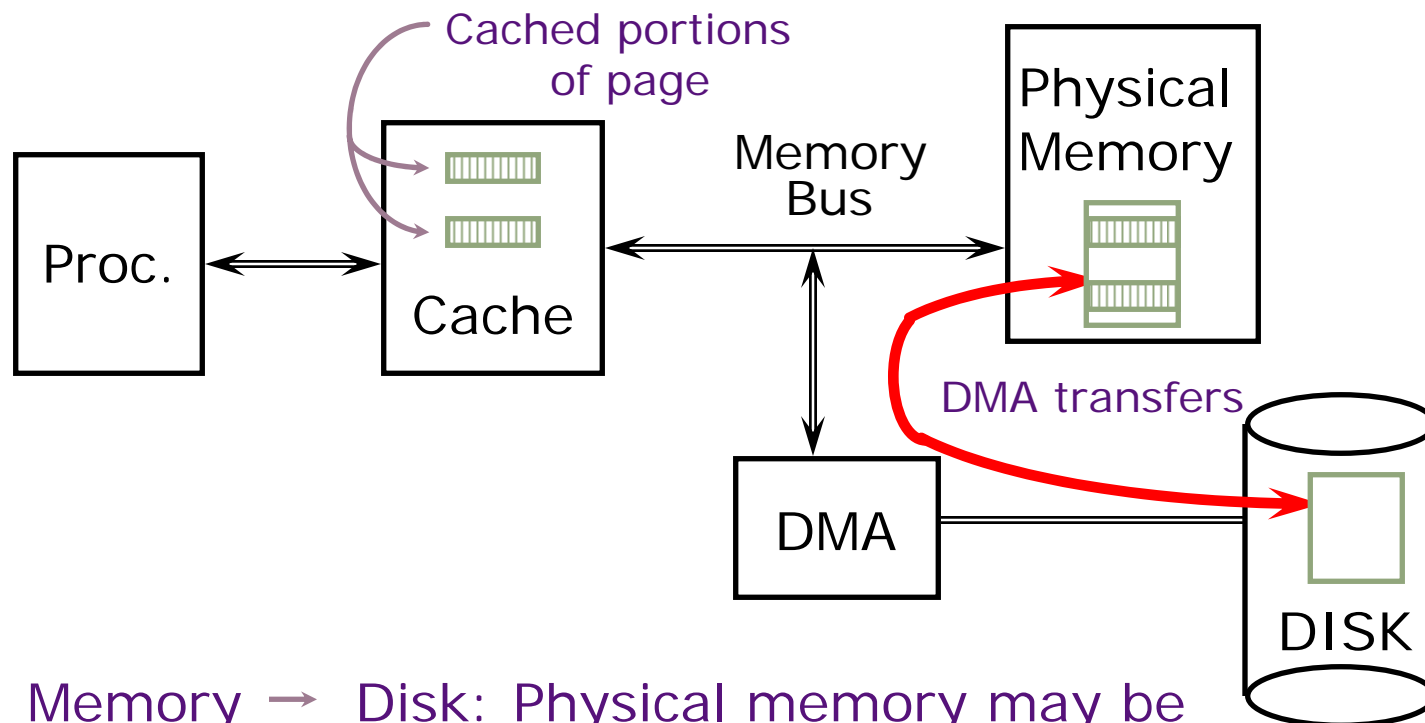 Cached portions
of page
Physical
Memory
Memory
Bus
Proc.
Cache
DMA transfers
DMA
DISK
Memory → Disk: Physical memory may be